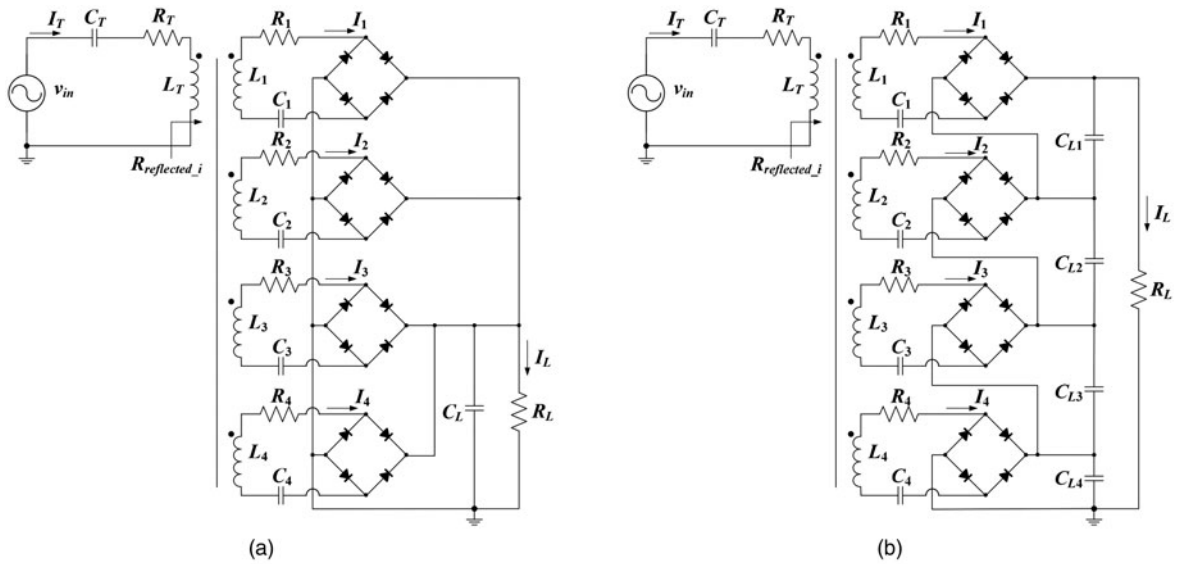 I_T C_T R_T
v_in
L_T
R_reflected_i
R_1 I_1
L_1
C_1
R_2 I_2
L_2
C_2
R_3 I_3
L_3
C_3
I_L
R_4 I_4
L_4
C_L R_L
C_4
(a)
I_T C_T R_T
v_in
L_T
R_reflected_i
R_1 I_1
L_1
C_1
C_L1
R_2 I_2
L_2
C_2
I_L
C_L2
R_3 I_3
R_L
L_3
C_3
C_L3
R_4 I_4
L_4
C_4
C_L4
(b)